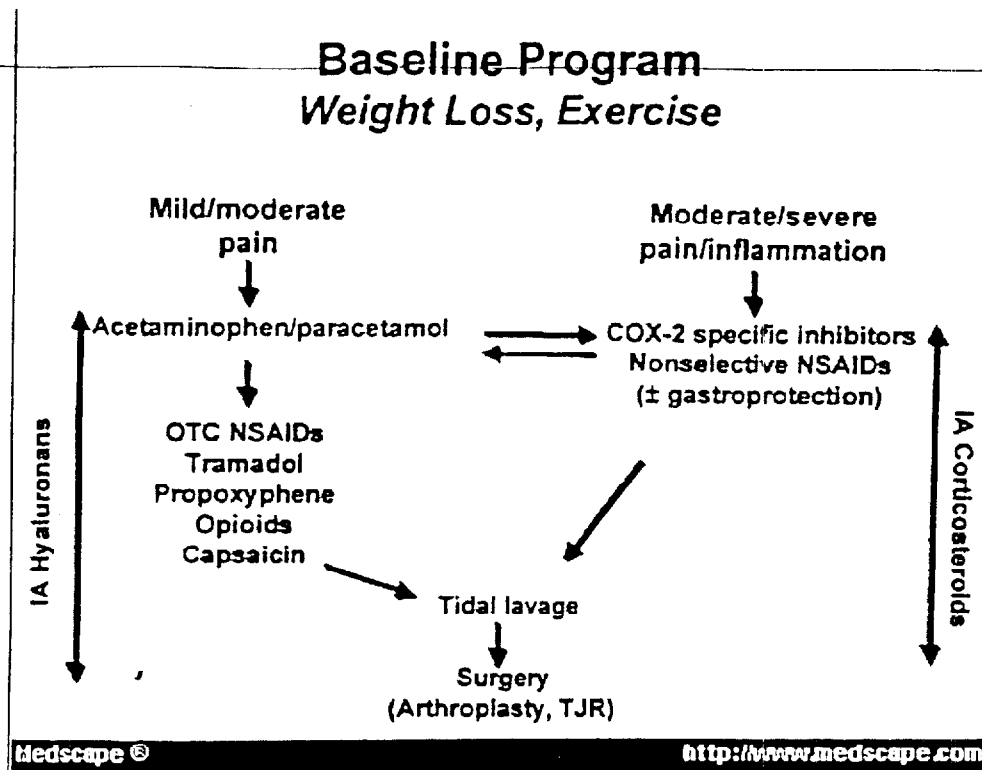 Baseline Program
Weight Loss, Exercise
Mild/moderate
pain
Moderate/severe
pain/inflammation
Acetaminophen/paracetamol
COX-2 specific inhibitors
Nonselective NSAIDs
(± gastroprotection)
OTC NSAIDs
Tramadol
Propoxyphene
Opioids
Capsaicin
IA Hyaluronans
IA Corticosteroids
Tidal lavage
Surgery
(Arthroplasty, TJR)
Medscape ®
http://www.medscape.com